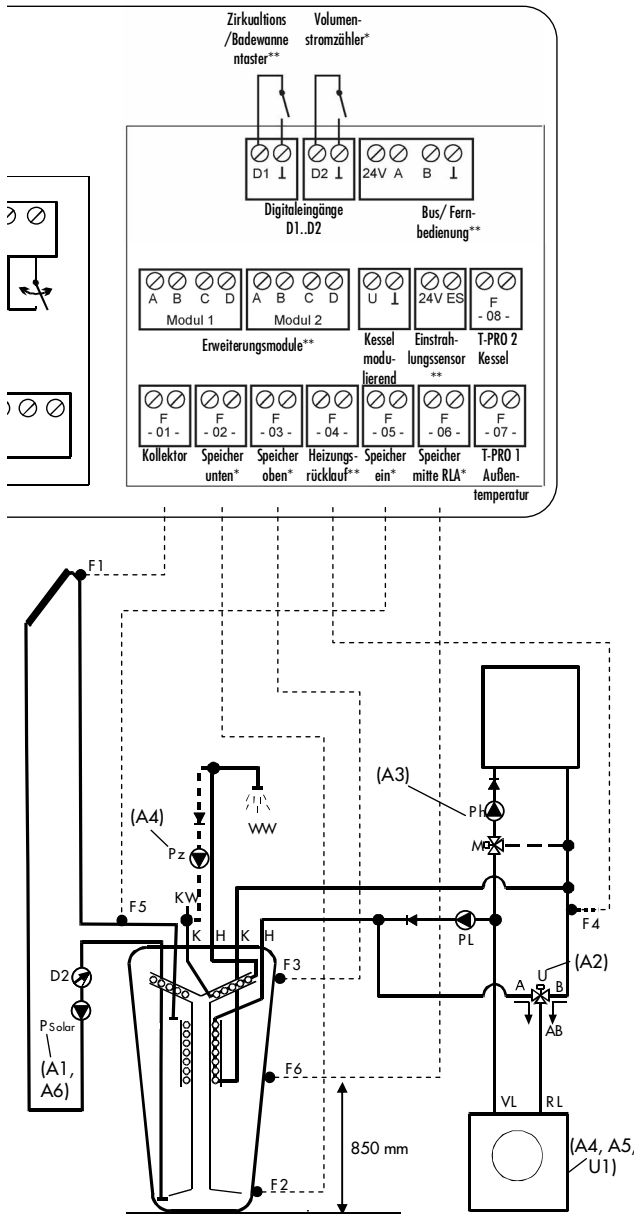 Zirkualtions
/Badewanne
ntaster**
Volumen-
stromzähler*
D1 ⊥ D2 ⊥ 24V A B ⊥
Digitaleingänge
D1..D2
Bus/ Fern-
bedienung**
A B C D A B C D U ⊥ 24V ES F
- 08 -
Modul 1 Modul 2
Erweiterungsmodule**
Kessel
modu-
lierend
Einstrah-
lungssensor
**
T-PRO 2
Kessel
F F F F F F F
- 01 - - 02 - - 03 - - 04 - - 05 - - 06 - - 07 -
Kollektor
Speicher
unten*
Speicher
oben*
Heizungs-
rücklauf**
Speicher
ein*
Speicher
mitte RLA*
T-PRO 1
Außen-
temperatur
F1
(A4)
Pz
WW
(A3)
Ph
M
F5
KW
K H K H
F3
PL
F4
U
(A2)
A B
AB
D2
PSolar
(A1,
A6)
F6
850 mm
F2
VL RL
(A4, A5,
U1)